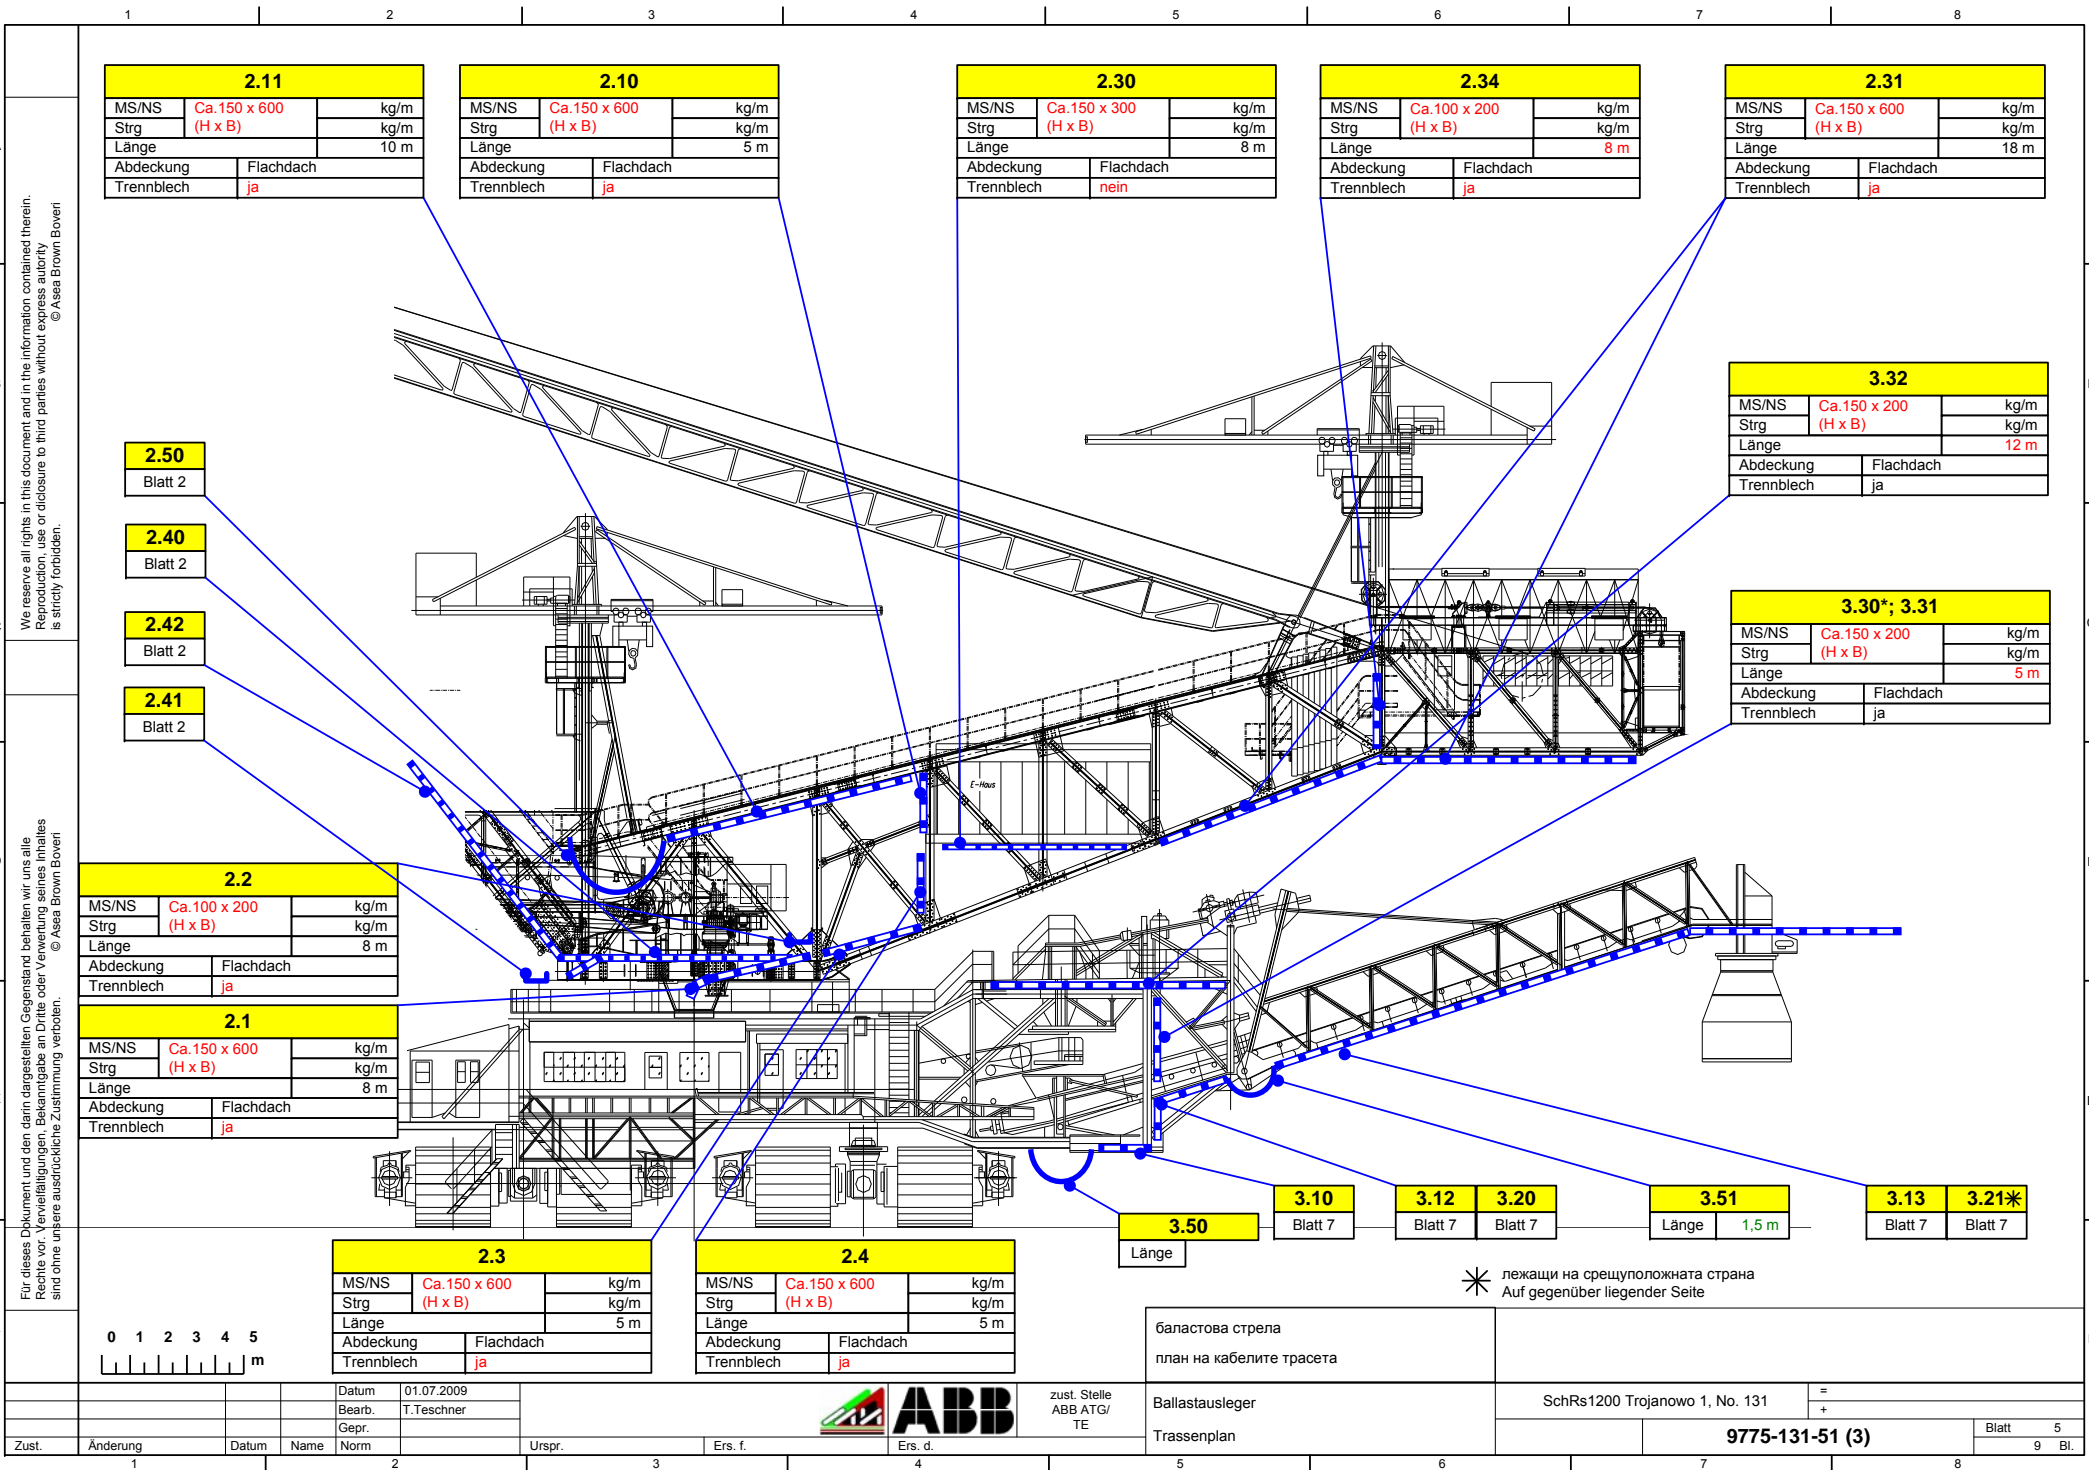 1 2 3 4 5 6 7 8
We reserve all rights in this document and in the information contained therein.
Reproduction, use or diclosure to third parties without express autority
is strictly forbidden.
© Asea Brown Boveri
Für dieses Dokument und den darin dargestellten Gegenstand behalten wir uns alle
Rechte vor. Vervielfältigungen, Bekanntgabe an Dritte oder Verwertung seines Inhaltes
sind ohne unsere ausdrückliche Zustimmung verboten.
© Asea Brown Boveri
2.11
MS/NS Ca.150 x 600 kg/m
Strg (H x B) kg/m
Länge 10 m
Abdeckung Flachdach
Trennblech ja
2.10
MS/NS Ca.150 x 600 kg/m
Strg (H x B) kg/m
Länge 5 m
Abdeckung Flachdach
Trennblech ja
2.30
MS/NS Ca.150 x 300 kg/m
Strg (H x B) kg/m
Länge 8 m
Abdeckung Flachdach
Trennblech nein
2.34
MS/NS Ca.100 x 200 kg/m
Strg (H x B) kg/m
Länge 8 m
Abdeckung Flachdach
Trennblech ja
2.31
MS/NS Ca.150 x 600 kg/m
Strg (H x B) kg/m
Länge 18 m
Abdeckung Flachdach
Trennblech ja
3.32
MS/NS Ca.150 x 200 kg/m
Strg (H x B) kg/m
Länge 12 m
Abdeckung Flachdach
Trennblech ja
2.50
Blatt 2
2.40
Blatt 2
2.42
Blatt 2
2.41
Blatt 2
3.30*; 3.31
MS/NS Ca.150 x 200 kg/m
Strg (H x B) kg/m
Länge 5 m
Abdeckung Flachdach
Trennblech ja
E-Haus
2.2
MS/NS Ca.100 x 200 kg/m
Strg (H x B) kg/m
Länge 8 m
Abdeckung Flachdach
Trennblech ja
2.1
MS/NS Ca.150 x 600 kg/m
Strg (H x B) kg/m
Länge 8 m
Abdeckung Flachdach
Trennblech ja
2.3
MS/NS Ca.150 x 600 kg/m
Strg (H x B) kg/m
Länge 5 m
Abdeckung Flachdach
Trennblech ja
2.4
MS/NS Ca.150 x 600 kg/m
Strg (H x B) kg/m
Länge 5 m
Abdeckung Flachdach
Trennblech ja
3.50
Länge
3.10
Blatt 7
3.12 3.20
Blatt 7 Blatt 7
3.51
Länge 1,5 m
3.13 3.21*
Blatt 7 Blatt 7
* лежащи на срещуположната страна
Auf gegenüber liegender Seite
0 1 2 3 4 5
m
баластова стрела
план на кабелите трасета
Datum 01.07.2009
Bearb. T.Teschner
Gepr.
Zust. Änderung Datum Name Norm Urspr. Ers. f. Ers. d.
ABB
zust. Stelle
ABB ATG/
TE
Ballastausleger
Trassenplan
SchRs1200 Trojanowo 1, No. 131
=
+
9775-131-51 (3)
Blatt 5
9 Bl.
1 2 3 4 5 6 7 8